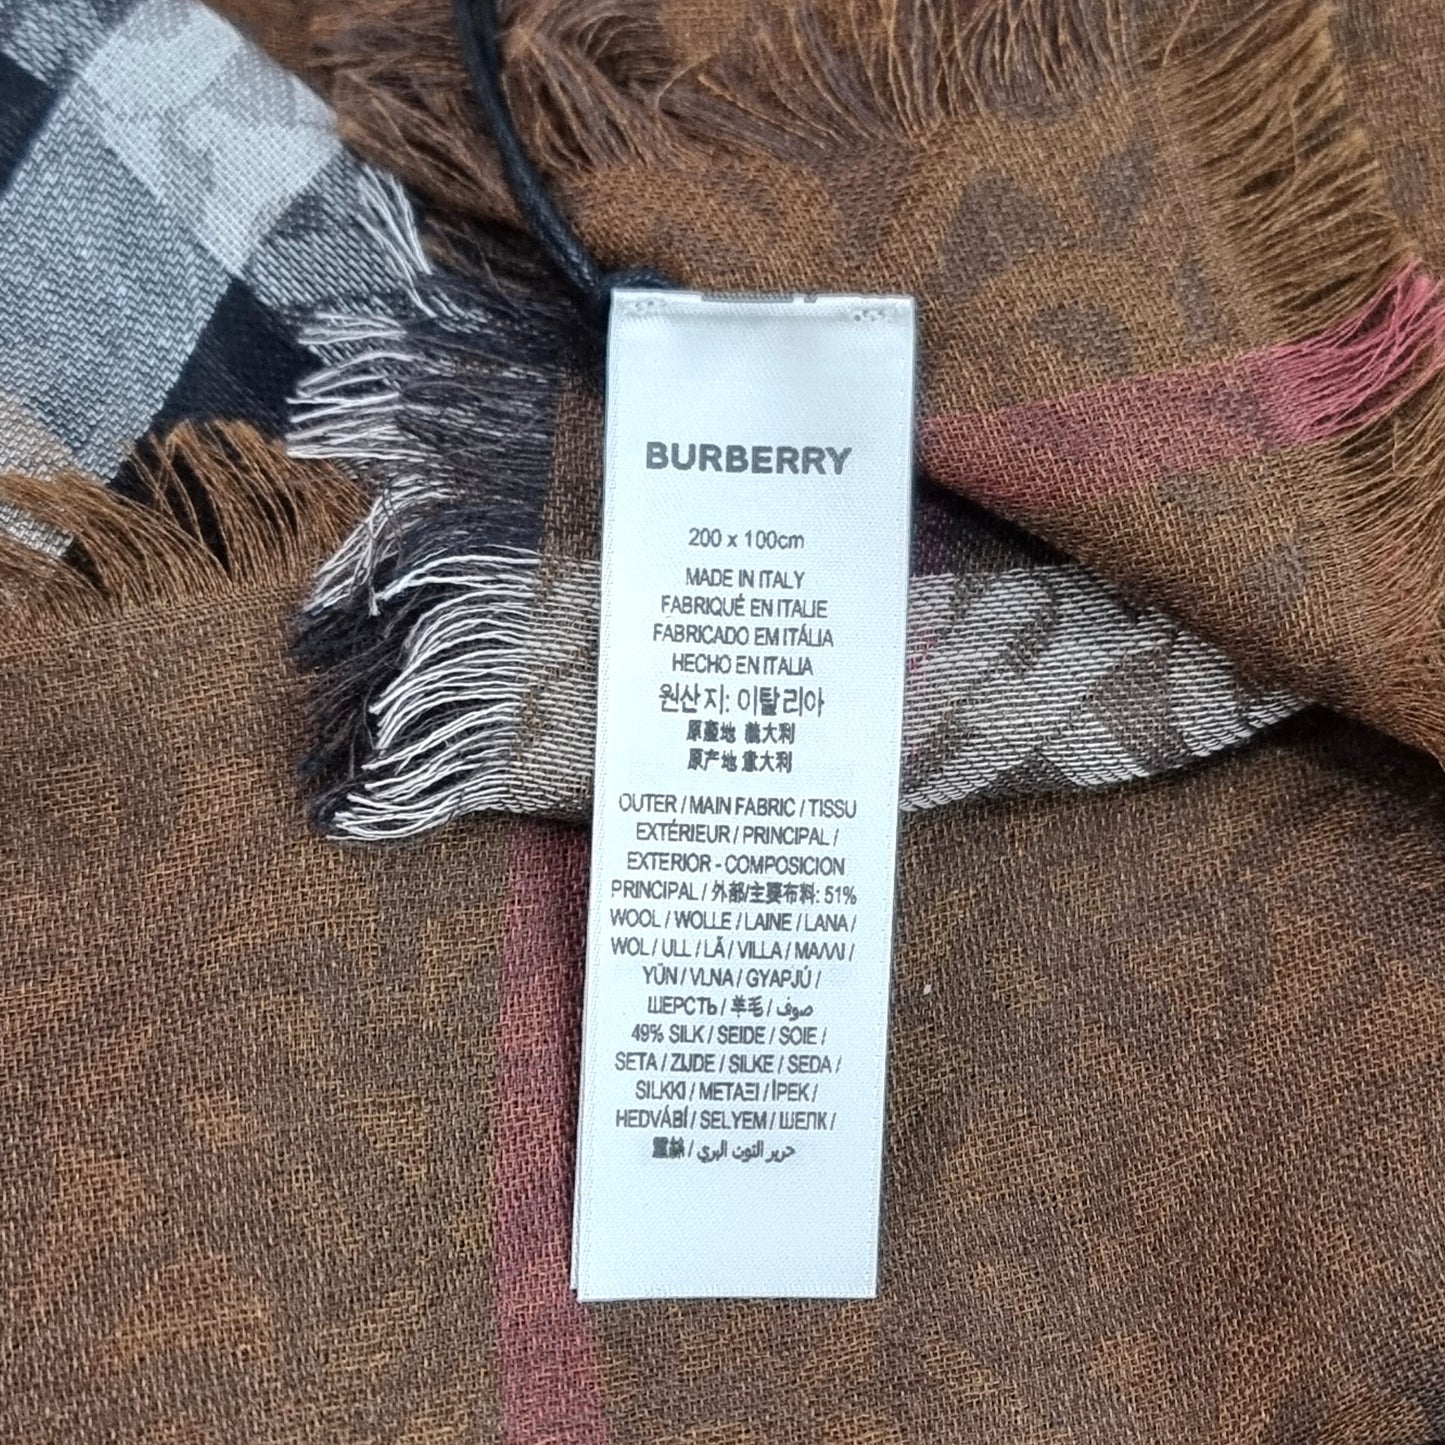 BURBERRY
200 x 100cm
MADE IN ITALY
FABRIQUÉ EN ITALIE
FABRICADO EM ITÁLIA
HECHO EN ITALIA
원산지: 이탈리아
原產地 義大利
原产地 意大利
OUTER / MAIN FABRIC / TISSU
EXTÉRIEUR / PRINCIPAL /
EXTERIOR - COMPOSICION
PRINCIPAL / 外部/主要布料: 51%
WOOL / WOLLE / LAINE / LANA /
WOL / ULL / LÃ / VILLA / ΜΑΛΛΙ /
YÜN / VLNA / GYAPJÚ /
ШЕРСТЬ / 羊毛 / صوف
49% SILK / SEIDE / SOIE /
SETA / ZIJDE / SILKE / SEDA /
SILKKI / ΜΕΤΑΞΙ / İPEK /
HEDVÁBÍ / SELYEM / ШЕЛК /
蠶絲 / حرير التوت البري